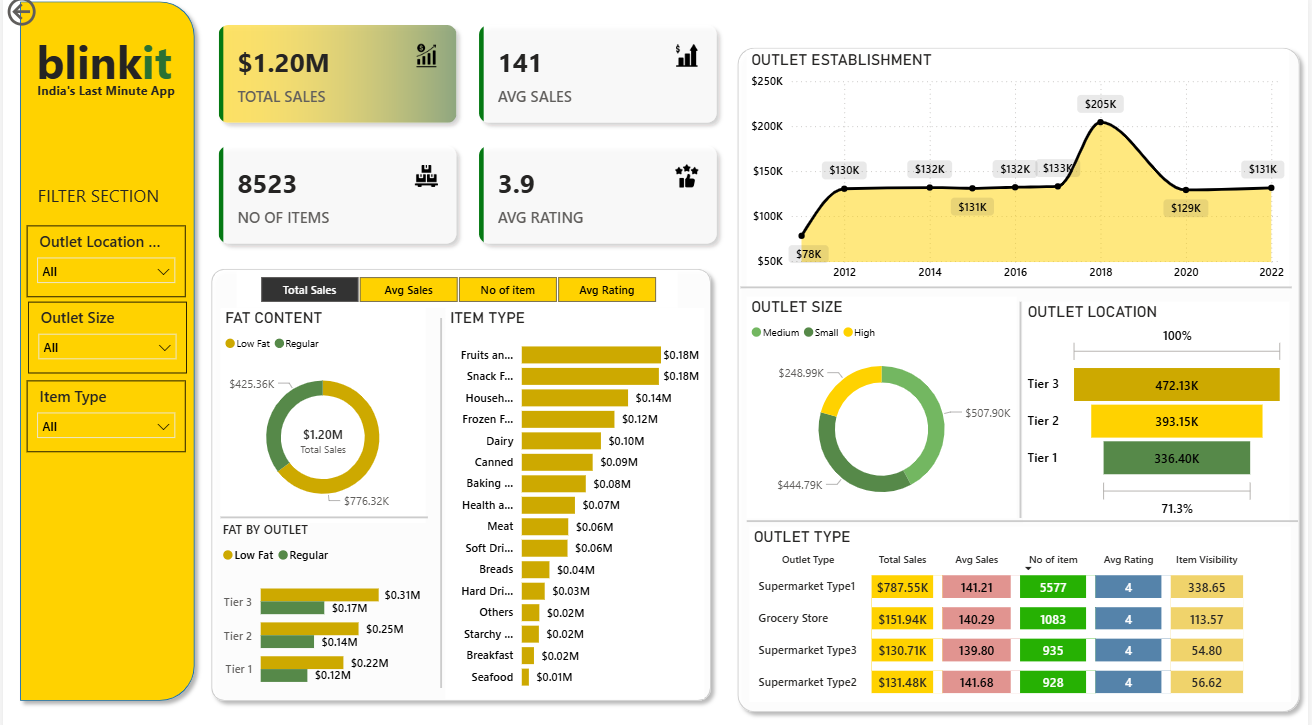 blinkit
India's Last Minute App
FILTER SECTION
Outlet Location ...
All
Outlet Size
All
Item Type
All
$1.20M
TOTAL SALES
141
AVG SALES
8523
NO OF ITEMS
3.9
AVG RATING
Total Sales Avg Sales No of item Avg Rating
FAT CONTENT
Low Fat Regular
$425.36K
$1.20M
Total Sales
$776.32K
FAT BY OUTLET
Low Fat Regular
Tier 3 $0.31M
$0.17M
Tier 2 $0.25M
$0.14M
Tier 1 $0.22M
$0.12M
ITEM TYPE
Fruits an... $0.18M
Snack F... $0.18M
Househ... $0.14M
Frozen F... $0.12M
Dairy $0.10M
Canned $0.09M
Baking ... $0.08M
Health a... $0.07M
Meat $0.06M
Soft Dri... $0.06M
Breads $0.04M
Hard Dri... $0.03M
Others $0.02M
Starchy ... $0.02M
Breakfast $0.02M
Seafood $0.01M
OUTLET ESTABLISHMENT
$250K
$200K
$150K
$100K
$50K
$78K
$130K
$132K
$131K
$132K
$133K
$205K
$129K
$131K
2012 2014 2016 2018 2020 2022
OUTLET SIZE
Medium Small High
$248.99K
$507.90K
$444.79K
OUTLET LOCATION
100%
Tier 3 472.13K
Tier 2 393.15K
Tier 1 336.40K
71.3%
OUTLET TYPE
Outlet Type Total Sales Avg Sales No of item Avg Rating Item Visibility
Supermarket Type1 $787.55K 141.21 5577 4 338.65
Grocery Store $151.94K 140.29 1083 4 113.57
Supermarket Type3 $130.71K 139.80 935 4 54.80
Supermarket Type2 $131.48K 141.68 928 4 56.62